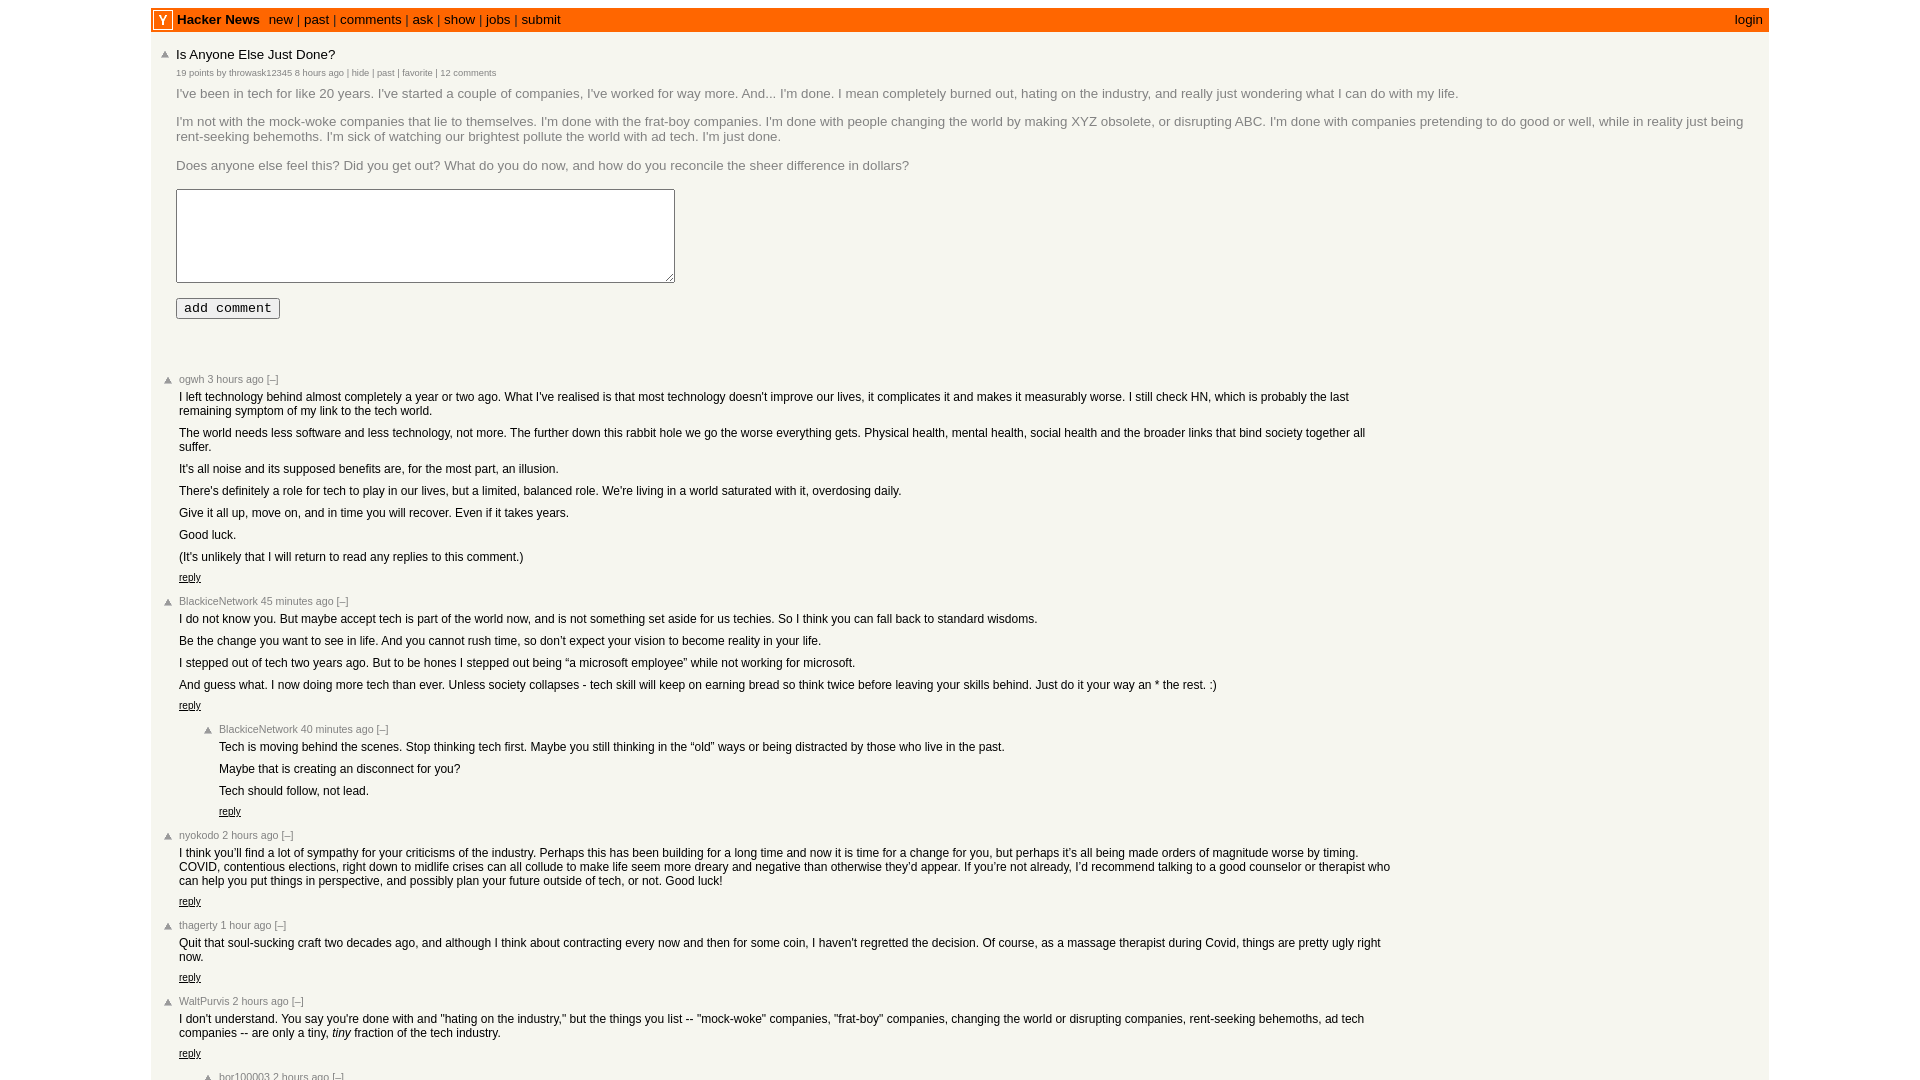 Y Hacker News new | past | comments | ask | show | jobs | submit login
Is Anyone Else Just Done?
19 points by throwask12345 8 hours ago | hide | past | favorite | 12 comments
I've been in tech for like 20 years. I've started a couple of companies, I've worked for way more. And... I'm done. I mean completely burned out, hating on the industry, and really just wondering what I can do with my life.
I'm not with the mock-woke companies that lie to themselves. I'm done with the frat-boy companies. I'm done with people changing the world by making XYZ obsolete, or disrupting ABC. I'm done with companies pretending to do good or well, while in reality just being
rent-seeking behemoths. I'm sick of watching our brightest pollute the world with ad tech. I'm just done.
Does anyone else feel this? Did you get out? What do you do now, and how do you reconcile the sheer difference in dollars?
add comment
ogwh 3 hours ago [–]
I left technology behind almost completely a year or two ago. What I've realised is that most technology doesn't improve our lives, it complicates it and makes it measurably worse. I still check HN, which is probably the last
remaining symptom of my link to the tech world.
The world needs less software and less technology, not more. The further down this rabbit hole we go the worse everything gets. Physical health, mental health, social health and the broader links that bind society together all
suffer.
It's all noise and its supposed benefits are, for the most part, an illusion.
There's definitely a role for tech to play in our lives, but a limited, balanced role. We're living in a world saturated with it, overdosing daily.
Give it all up, move on, and in time you will recover. Even if it takes years.
Good luck.
(It's unlikely that I will return to read any replies to this comment.)
reply
BlackiceNetwork 45 minutes ago [–]
I do not know you. But maybe accept tech is part of the world now, and is not something set aside for us techies. So I think you can fall back to standard wisdoms.
Be the change you want to see in life. And you cannot rush time, so don’t expect your vision to become reality in your life.
I stepped out of tech two years ago. But to be hones I stepped out being “a microsoft employee” while not working for microsoft.
And guess what. I now doing more tech than ever. Unless society collapses - tech skill will keep on earning bread so think twice before leaving your skills behind. Just do it your way an * the rest. :)
reply
BlackiceNetwork 40 minutes ago [–]
Tech is moving behind the scenes. Stop thinking tech first. Maybe you still thinking in the “old” ways or being distracted by those who live in the past.
Maybe that is creating an disconnect for you?
Tech should follow, not lead.
reply
nyokodo 2 hours ago [–]
I think you’ll find a lot of sympathy for your criticisms of the industry. Perhaps this has been building for a long time and now it is time for a change for you, but perhaps it’s all being made orders of magnitude worse by timing.
COVID, contentious elections, right down to midlife crises can all collude to make life seem more dreary and negative than otherwise they’d appear. If you’re not already, I’d recommend talking to a good counselor or therapist who
can help you put things in perspective, and possibly plan your future outside of tech, or not. Good luck!
reply
thagerty 1 hour ago [–]
Quit that soul-sucking craft two decades ago, and although I think about contracting every now and then for some coin, I haven't regretted the decision. Of course, as a massage therapist during Covid, things are pretty ugly right
now.
reply
WaltPurvis 2 hours ago [–]
I don't understand. You say you're done with and "hating on the industry," but the things you list -- "mock-woke" companies, "frat-boy" companies, changing the world or disrupting companies, rent-seeking behemoths, ad tech
companies -- are only a tiny, tiny fraction of the tech industry.
reply
bor100003 2 hours ago [–]